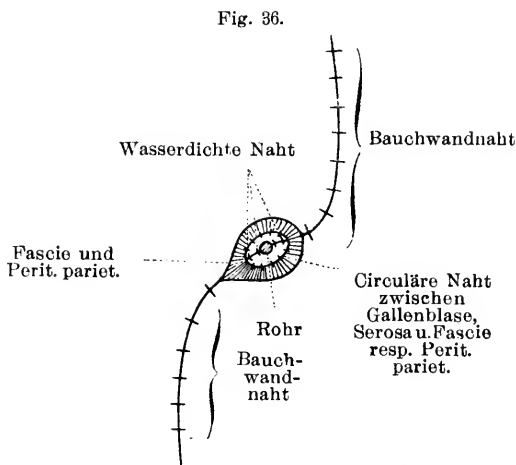 Fig. 36.
Bauchwandnaht
Wasserdichte Naht
Fascie und
Perit. pariet.
Circuläre Naht
zwischen
Gallenblase,
Serosa u. Fascie
resp. Perit.
pariet.
Rohr
Bauch-
wand-
naht